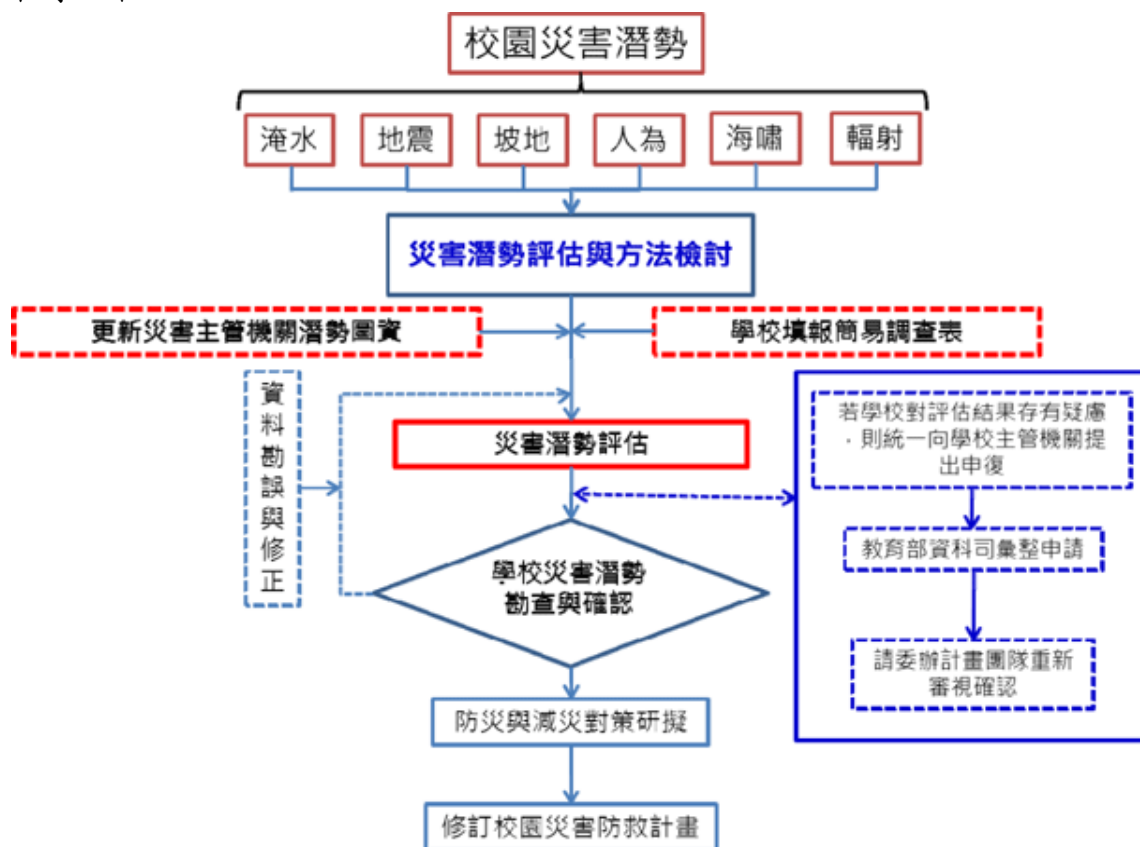 校園災害潛勢
淹水
地震
坡地
人為
海嘯
輻射
災害潛勢評估與方法檢討
更新災害主管機關潛勢圖資
學校填報簡易調查表
資料勘誤與修正
災害潛勢評估
若學校對評估結果存有疑慮
，則統一向學校主管機關提
出申復
教育部資科司彙整申請
學校災害潛勢
勘查與確認
請委辦計畫團隊重新
審視確認
防災與減災對策研擬
修訂校園災害防救計畫